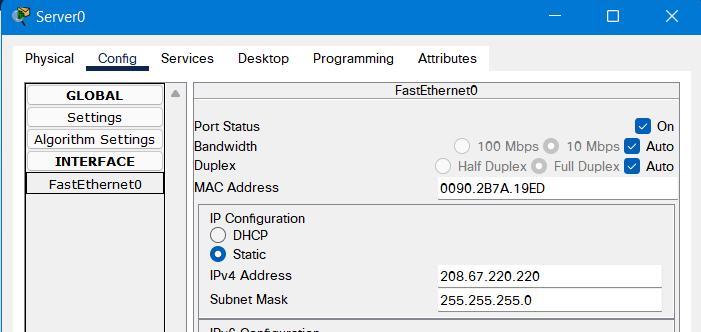 Server0
Physical Config Services Desktop Programming Attributes
GLOBAL
Settings
Algorithm Settings
INTERFACE
FastEthernet0
FastEthernet0
Port Status On
Bandwidth 100 Mbps 10 Mbps Auto
Duplex Half Duplex Full Duplex Auto
MAC Address 0090.2B7A.19ED
IP Configuration
DHCP
Static
IPv4 Address 208.67.220.220
Subnet Mask 255.255.255.0
IPv6 Configuration